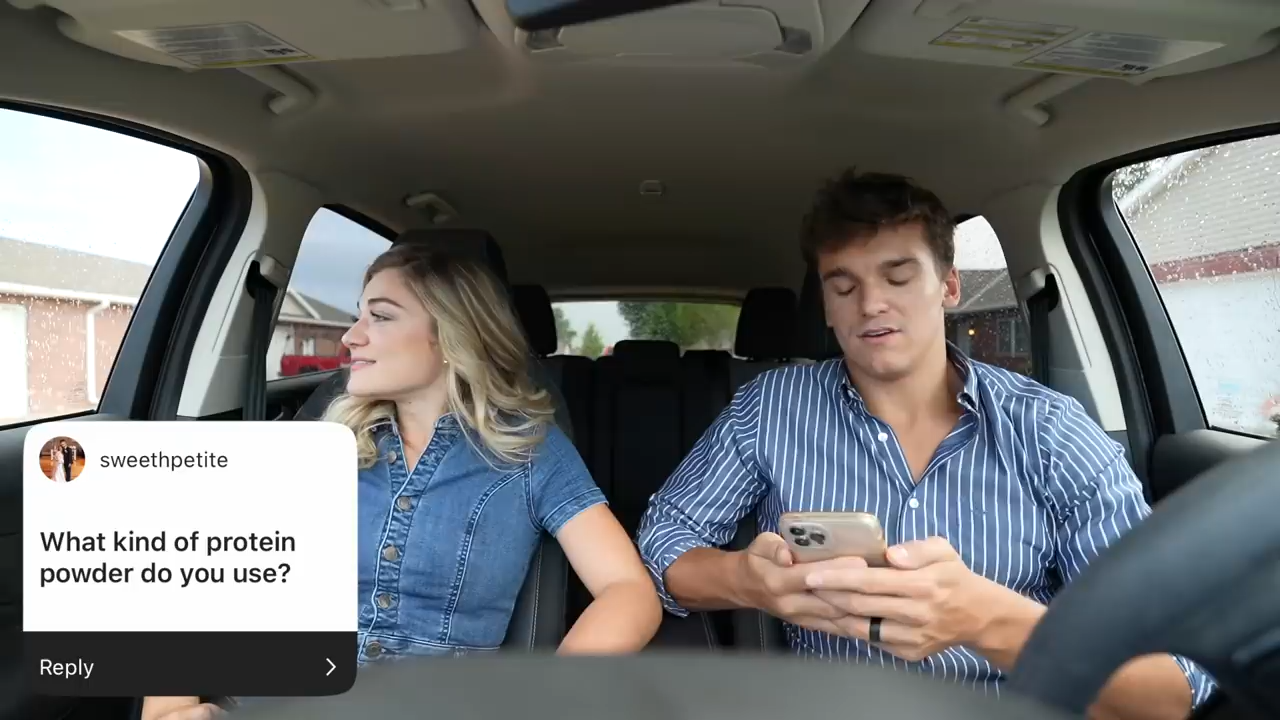 sweethpetite
What kind of protein
powder do you use?
Reply